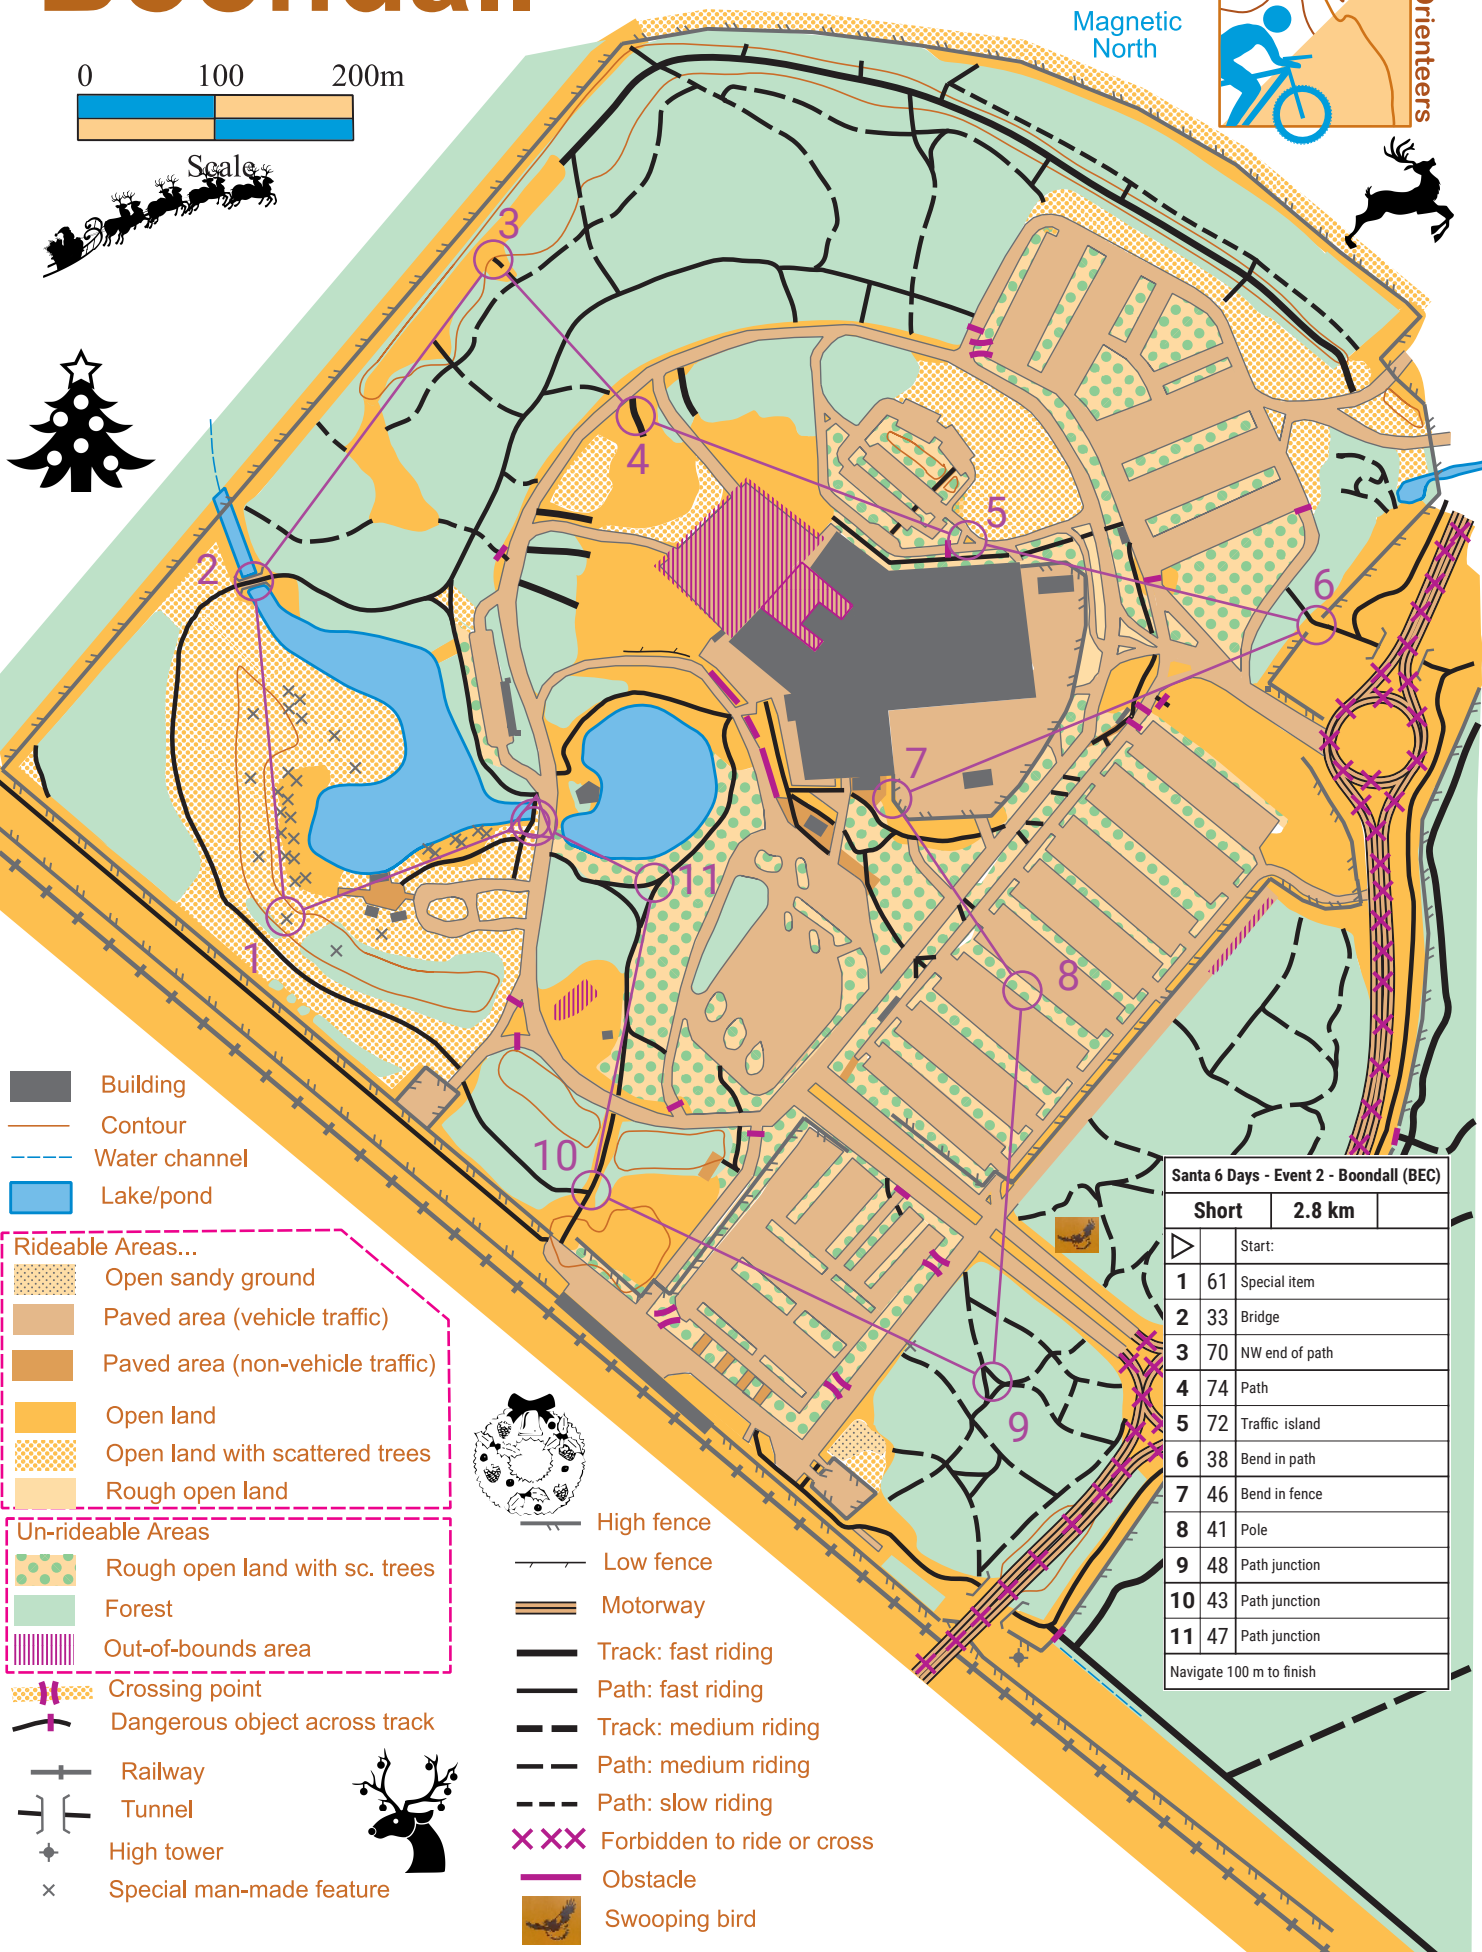 Boondall
Magnetic
North
Orienteers
0 100 200m
Scale
3
4
5
2
6
7
11
1
8
10
9
Building
Contour
Water channel
Lake/pond
Rideable Areas...
Open sandy ground
Paved area (vehicle traffic)
Paved area (non-vehicle traffic)
Open land
Open land with scattered trees
Rough open land
Un-rideable Areas
Rough open land with sc. trees
Forest
Out-of-bounds area
Crossing point
Dangerous object across track
Railway
Tunnel
High tower
Special man-made feature
High fence
Low fence
Motorway
Track: fast riding
Path: fast riding
Track: medium riding
Path: medium riding
Path: slow riding
Forbidden to ride or cross
Obstacle
Swooping bird
Santa 6 Days - Event 2 - Boondall (BEC)
Short 2.8 km
Start:
1 61 Special item
2 33 Bridge
3 70 NW end of path
4 74 Path
5 72 Traffic island
6 38 Bend in path
7 46 Bend in fence
8 41 Pole
9 48 Path junction
10 43 Path junction
11 47 Path junction
Navigate 100 m to finish